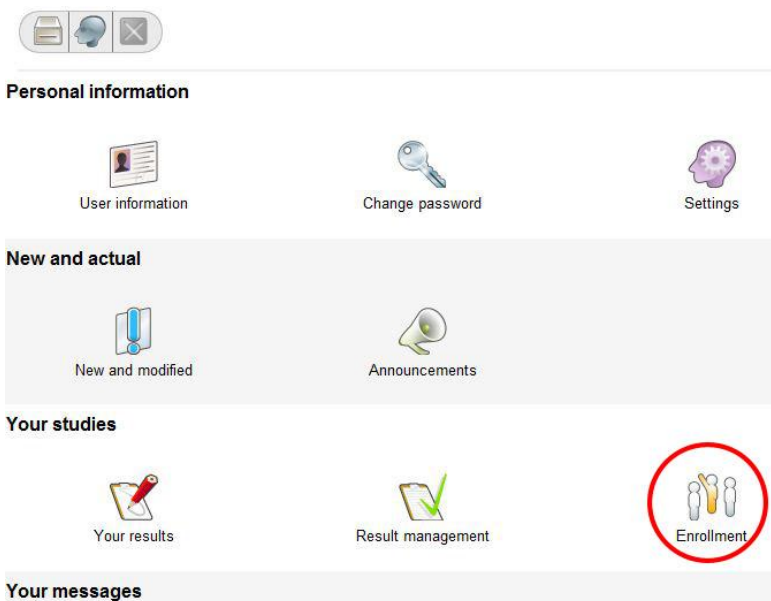 Personal information
User information
Change password
Settings
New and actual
New and modified
Announcements
Your studies
Your results
Result management
Enrollment
Your messages